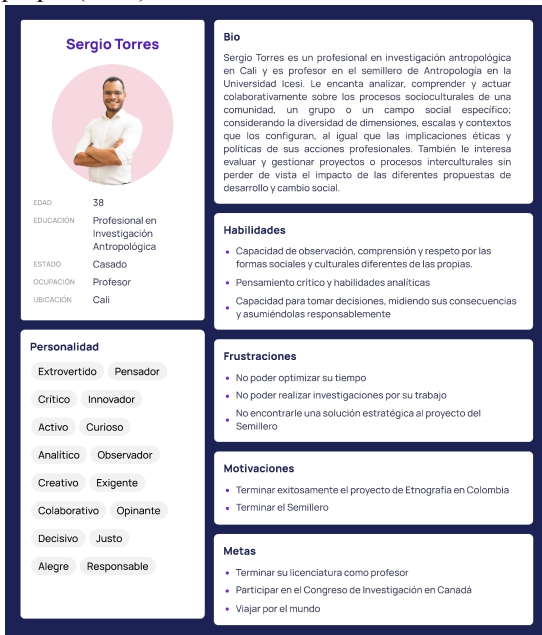 Sergio Torres
EDAD 38
EDUCACIÓN Profesional en
Investigación
Antropológica
ESTADO Casado
OCUPACIÓN Profesor
UBICACIÓN Cali
Personalidad
Extrovertido Pensador
Crítico Innovador
Activo Curioso
Analítico Observador
Creativo Exigente
Colaborativo Opinante
Decisivo Justo
Alegre Responsable
Bio
Sergio Torres es un profesional en investigación antropológica
en Cali y es profesor en el semillero de Antropología en la
Universidad Icesi. Le encanta analizar, comprender y actuar
colaborativamente sobre los procesos socioculturales de una
comunidad, un grupo o un campo social específico;
considerando la diversidad de dimensiones, escalas y contextos
que los configuran, al igual que las implicaciones éticas y
políticas de sus acciones profesionales. También le interesa
evaluar y gestionar proyectos o procesos interculturales sin
perder de vista el impacto de las diferentes propuestas de
desarrollo y cambio social.
Habilidades
• Capacidad de observación, comprensión y respeto por las
formas sociales y culturales diferentes de las propias.
• Pensamiento crítico y habilidades analíticas
• Capacidad para tomar decisiones, midiendo sus consecuencias
y asumiéndolas responsablemente
Frustraciones
• No poder optimizar su tiempo
• No poder realizar investigaciones por su trabajo
• No encontrarle una solución estratégica al proyecto del
Semillero
Motivaciones
• Terminar exitosamente el proyecto de Etnografía en Colombia
• Terminar el Semillero
Metas
• Terminar su licenciatura como profesor
• Participar en el Congreso de Investigación en Canadá
• Viajar por el mundo